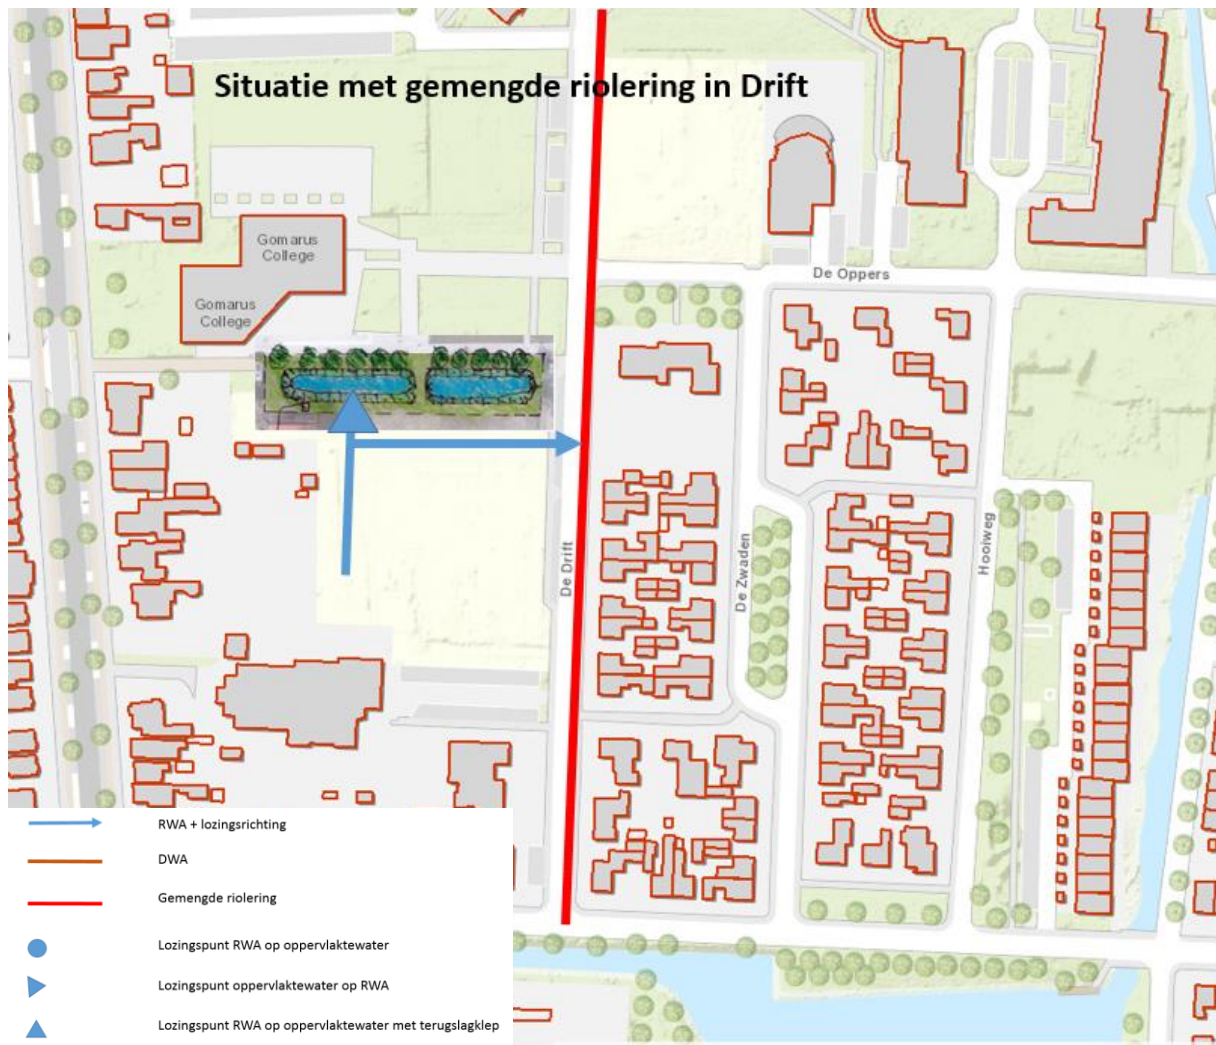 Situatie met gemengde riolering in Drift
Gomarus
College
Gomarus
College
De Oppers
De Drift
De Zwaden
Hooiweg
RWA + lozingsrichting
DWA
Gemengde riolering
Lozingspunt RWA op oppervlaktewater
Lozingspunt oppervlaktewater op RWA
Lozingspunt RWA op oppervlaktewater met terugslagklep